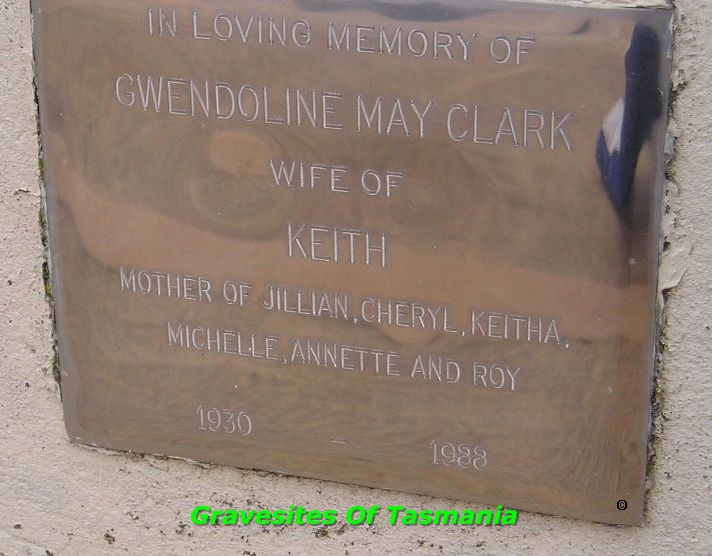 IN LOVING MEMORY OF
GWENDOLINE MAY CLARK
WIFE OF
KEITH
MOTHER OF JILLIAN, CHERYL, KEITHA,
MICHELLE, ANNETTE AND ROY
1930 - 1988
©
Gravesites Of Tasmania